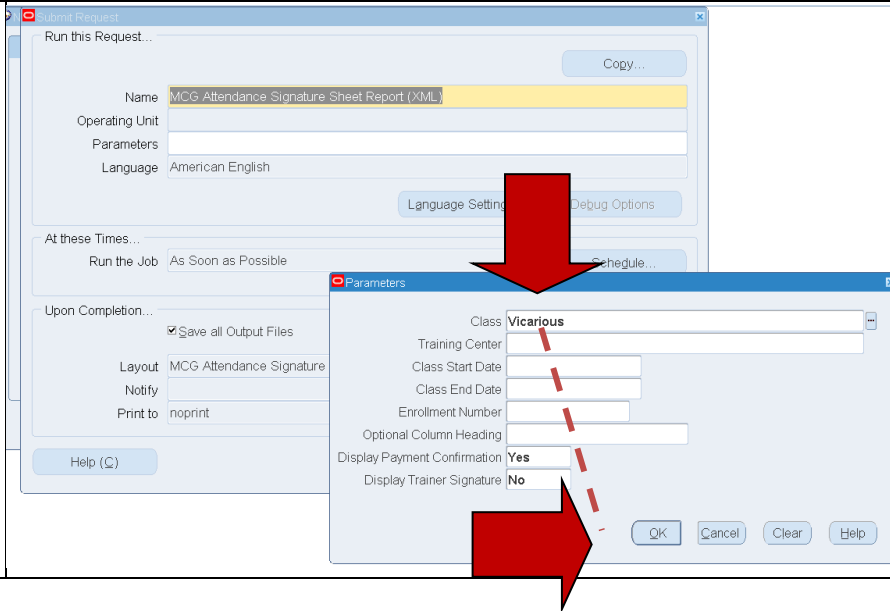 Submit Request
Run this Request...
Copy...
Name MCG Attendance Signature Sheet Report (XML)
Operating Unit
Parameters
Language American English
Language Setting Debug Options
At these Times...
Run the Job As Soon as Possible Schedule...
Upon Completion...
Save all Output Files
Layout MCG Attendance Signature
Notify
Print to noprint
Help (C)
Parameters
Class Vicarious
Training Center
Class Start Date
Class End Date
Enrollment Number
Optional Column Heading
Display Payment Confirmation Yes
Display Trainer Signature No
OK Cancel Clear Help